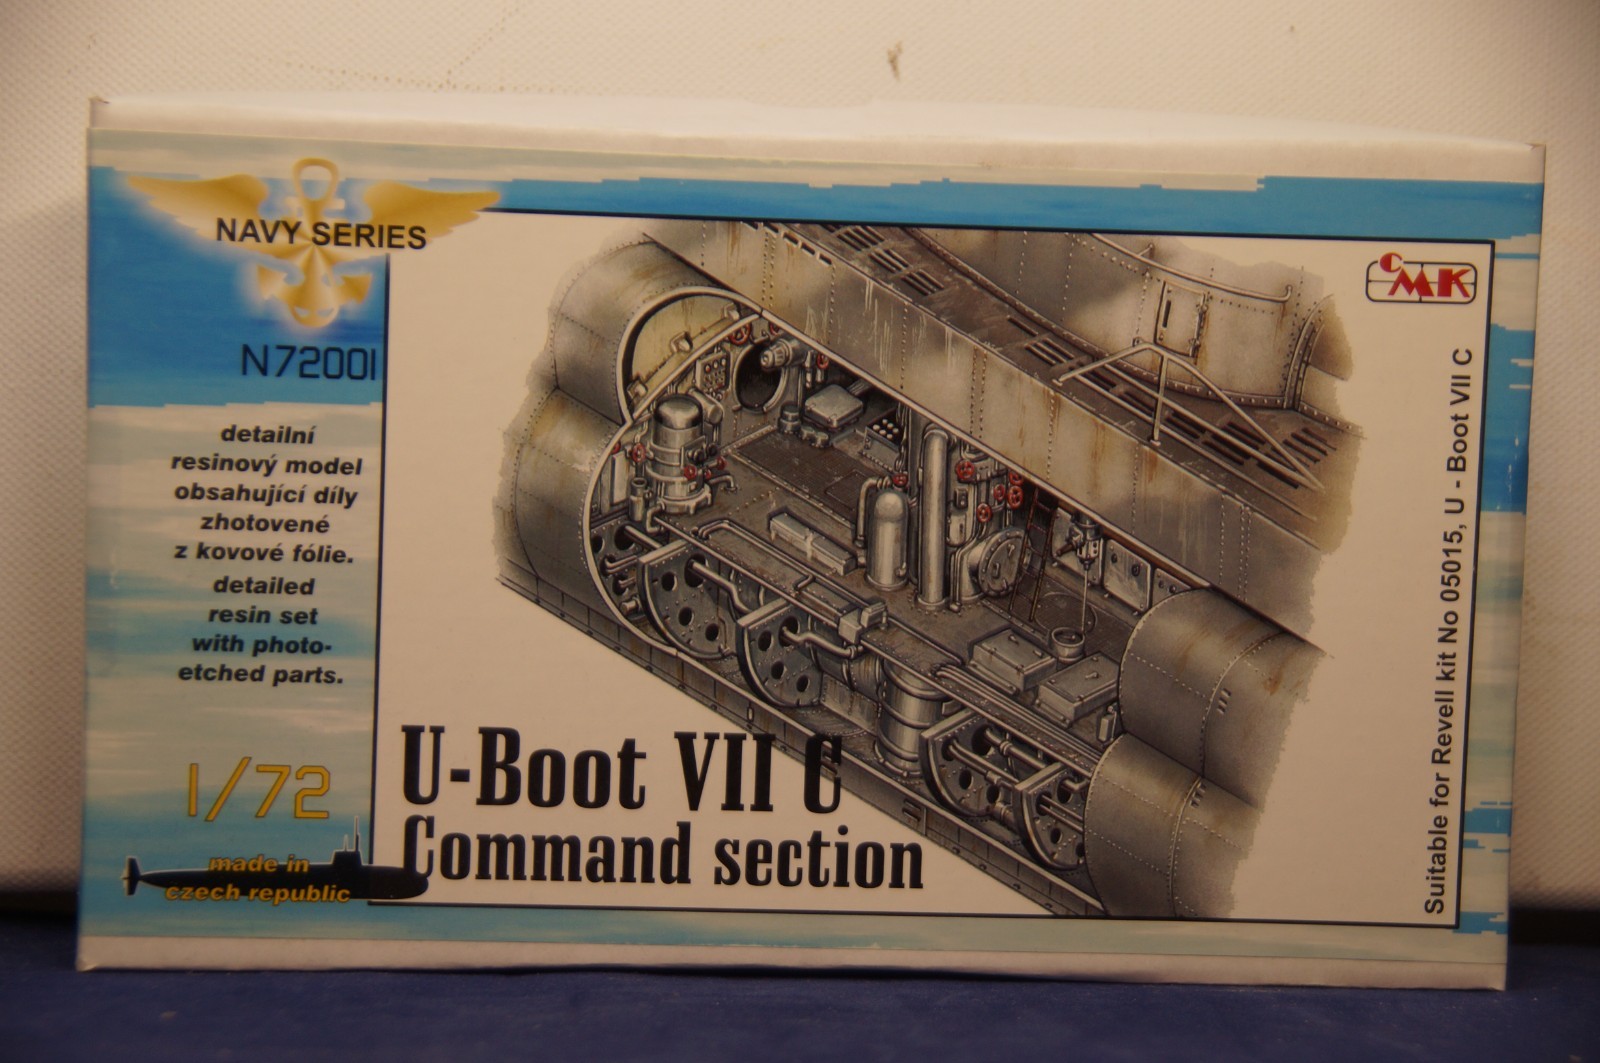 NAVY SERIES
N72001
detailní
resinový model
obsahující díly
zhotovené
z kovové fólie.
detailed
resin set
with photo-
etched parts.
1/72
made in
czech republic
CMK
U-Boot VII C
Command section
Suitable for Revell kit No 05015, U - Boot VII C